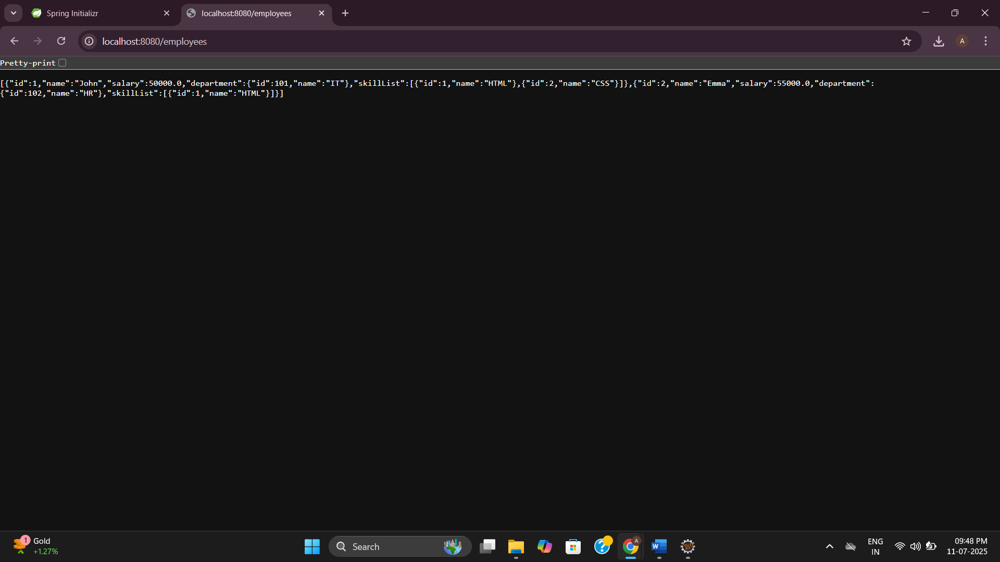 Spring Initializr
localhost:8080/employees
localhost:8080/employees
A
Pretty-print
[{"id":1,"name":"John","salary":50000.0,"department":{"id":101,"name":"IT"},"skillList":[{"id":1,"name":"HTML"},{"id":2,"name":"CSS"}]},{"id":2,"name":"Emma","salary":55000.0,"department":
{"id":102,"name":"HR"},"skillList":[{"id":1,"name":"HTML"}]}]
1
Gold
+1.27%
Search
A
W
ENG
IN
09:48 PM
11-07-2025